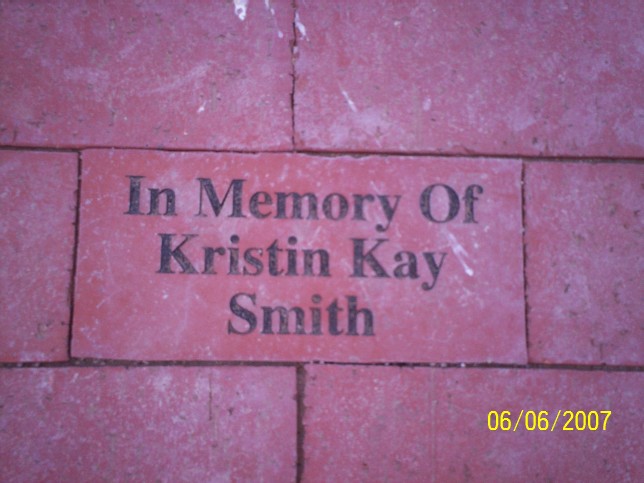 In Memory Of
Kristin Kay
Smith
06/06/2007